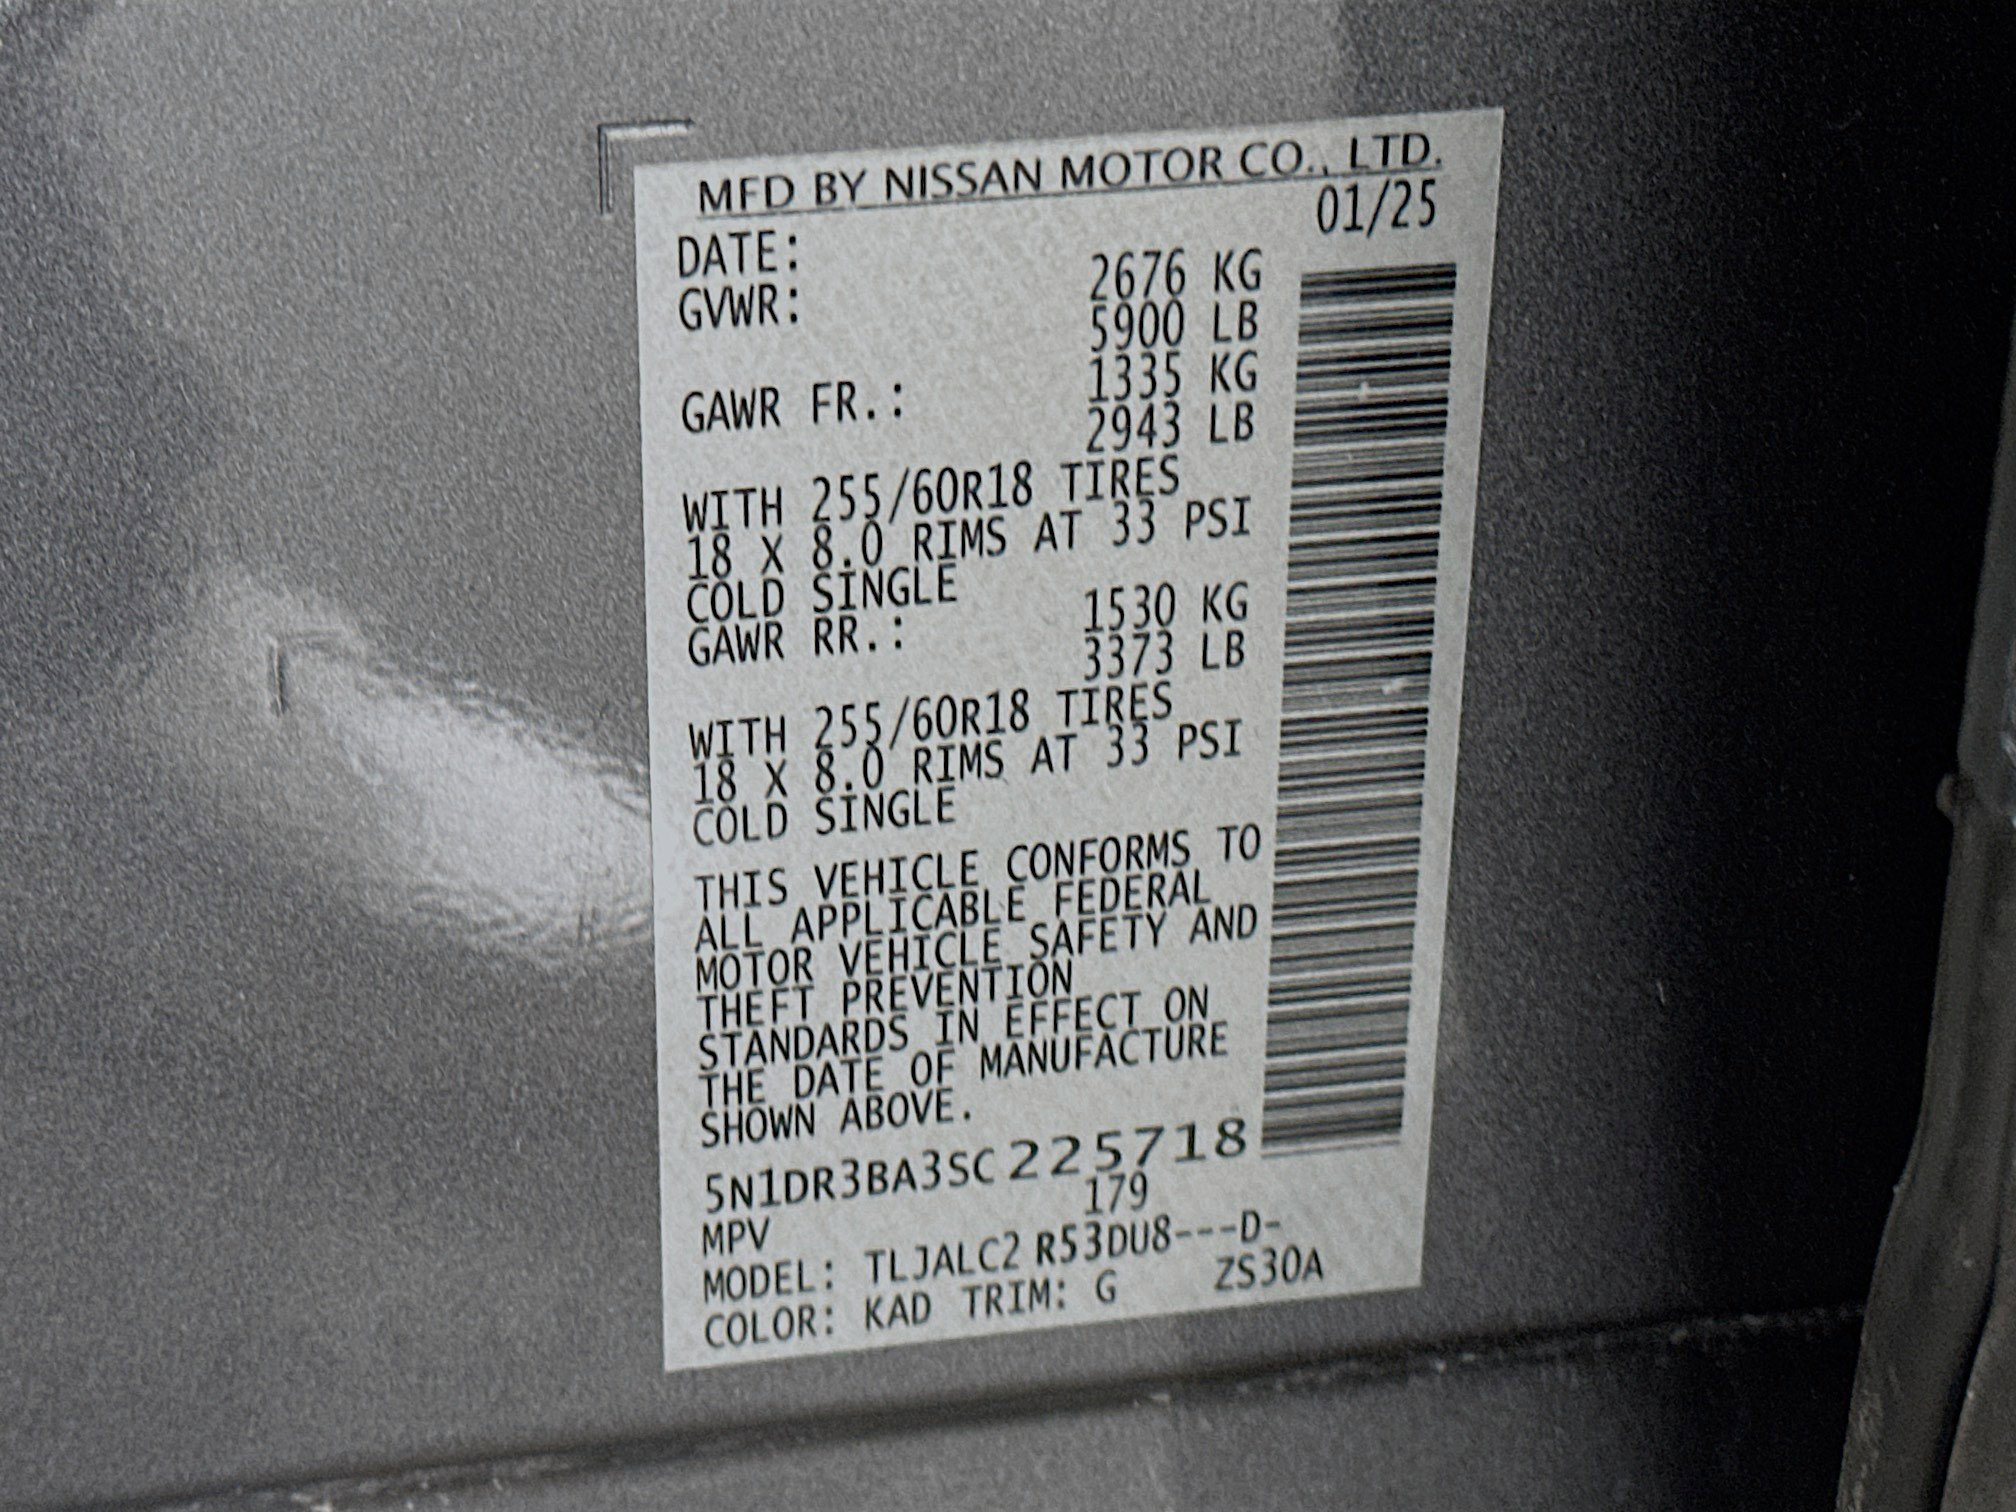 MFD BY NISSAN MOTOR CO., LTD.
DATE: 01/25
GVWR: 2676 KG
5900 LB
GAWR FR.: 1335 KG
2943 LB
WITH 255/60R18 TIRES
18 X 8.0 RIMS AT 33 PSI
COLD SINGLE
GAWR RR.: 1530 KG
3373 LB
WITH 255/60R18 TIRES
18 X 8.0 RIMS AT 33 PSI
COLD SINGLE
THIS VEHICLE CONFORMS TO
ALL APPLICABLE FEDERAL
MOTOR VEHICLE SAFETY AND
THEFT PREVENTION
STANDARDS IN EFFECT ON
THE DATE OF MANUFACTURE
SHOWN ABOVE.
5N1DR3BA3SC225718
MPV 179
MODEL: TLJALC2 R53DU8---D-
COLOR: KAD TRIM: G ZS30A